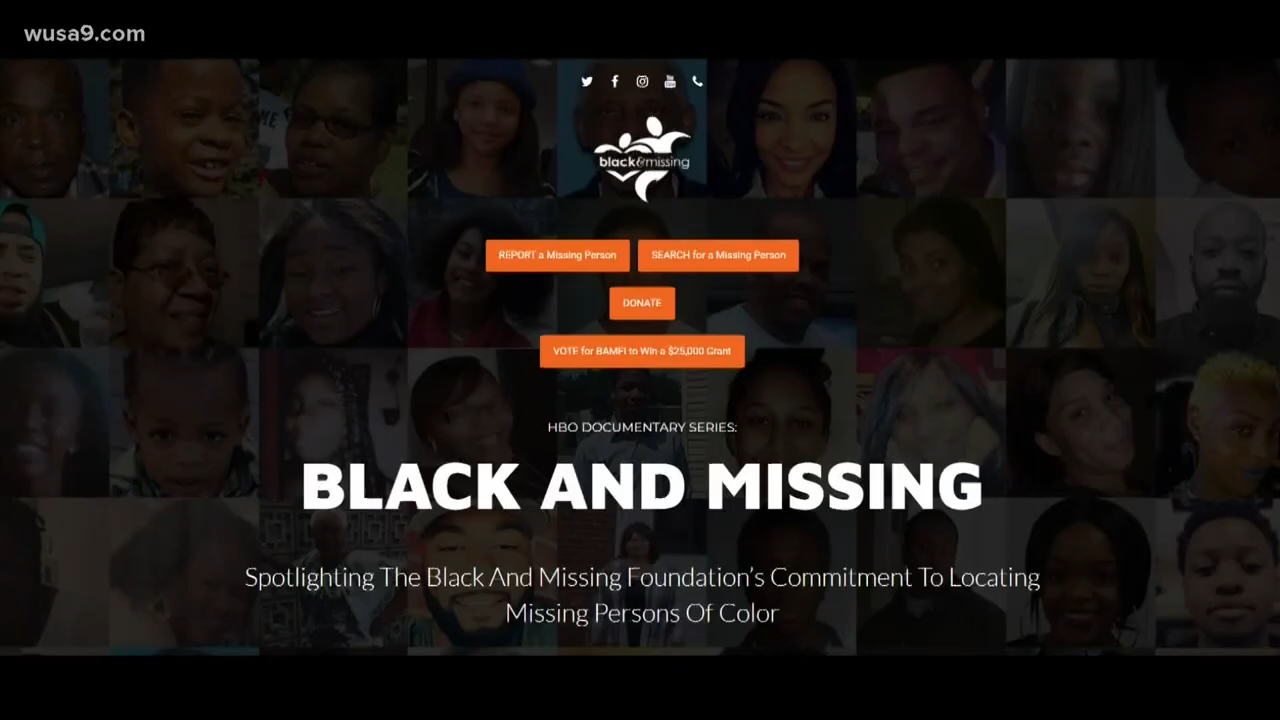 wusa9.com
black&missing
REPORT a Missing Person
SEARCH for a Missing Person
DONATE
VOTE for BAMFI to Win a $25,000 Grant
HBO DOCUMENTARY SERIES:
BLACK AND MISSING
Spotlighting The Black And Missing Foundation's Commitment To Locating
Missing Persons Of Color